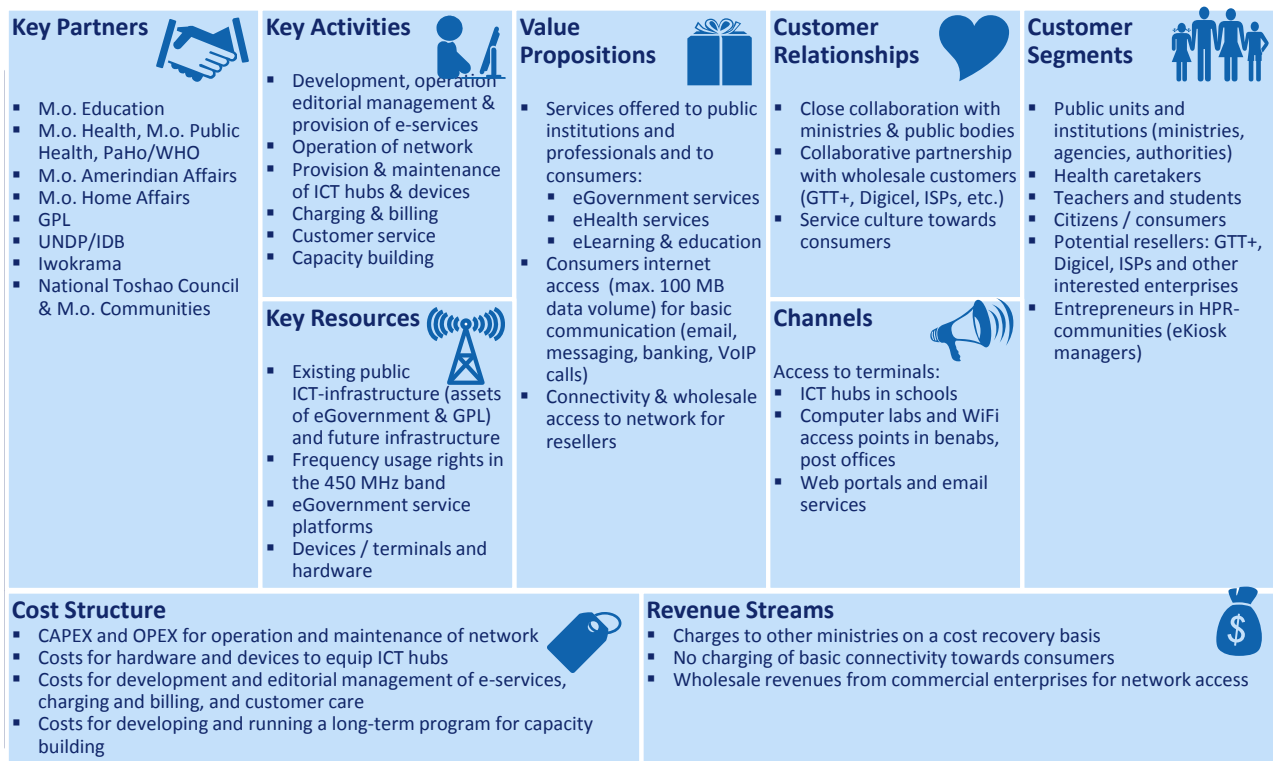 Key Partners
▪ M.o. Education
▪ M.o. Health, M.o. Public
Health, PaHo/WHO
▪ M.o. Amerindian Affairs
▪ M.o. Home Affairs
▪ GPL
▪ UNDP/IDB
▪ Iwokrama
▪ National Toshao Council
& M.o. Communities
Key Activities
▪ Development, operation
editorial management &
provision of e-services
▪ Operation of network
▪ Provision & maintenance
of ICT hubs & devices
▪ Charging & billing
▪ Customer service
▪ Capacity building
Key Resources
▪ Existing public
ICT-infrastructure (assets
of eGovernment & GPL)
and future infrastructure
▪ Frequency usage rights in
the 450 MHz band
▪ eGovernment service
platforms
▪ Devices / terminals and
hardware
Value
Propositions
▪ Services offered to public
institutions and
professionals and to
consumers:
▪ eGovernment services
▪ eHealth services
▪ eLearning & education
▪ Consumers internet
access (max. 100 MB
data volume) for basic
communication (email,
messaging, banking, VoIP
calls)
▪ Connectivity & wholesale
access to network for
resellers
Customer
Relationships
▪ Close collaboration with
ministries & public bodies
▪ Collaborative partnership
with wholesale customers
(GTT+, Digicel, ISPs, etc.)
▪ Service culture towards
consumers
Channels
Access to terminals:
▪ ICT hubs in schools
▪ Computer labs and WiFi
access points in benabs,
post offices
▪ Web portals and email
services
Customer
Segments
▪ Public units and
institutions (ministries,
agencies, authorities)
▪ Health caretakers
▪ Teachers and students
▪ Citizens / consumers
▪ Potential resellers: GTT+,
Digicel, ISPs and other
interested enterprises
▪ Entrepreneurs in HPR-
communities (eKiosk
managers)
Cost Structure
▪ CAPEX and OPEX for operation and maintenance of network
▪ Costs for hardware and devices to equip ICT hubs
▪ Costs for development and editorial management of e-services,
charging and billing, and customer care
▪ Costs for developing and running a long-term program for capacity
building
Revenue Streams
▪ Charges to other ministries on a cost recovery basis
▪ No charging of basic connectivity towards consumers
▪ Wholesale revenues from commercial enterprises for network access
$